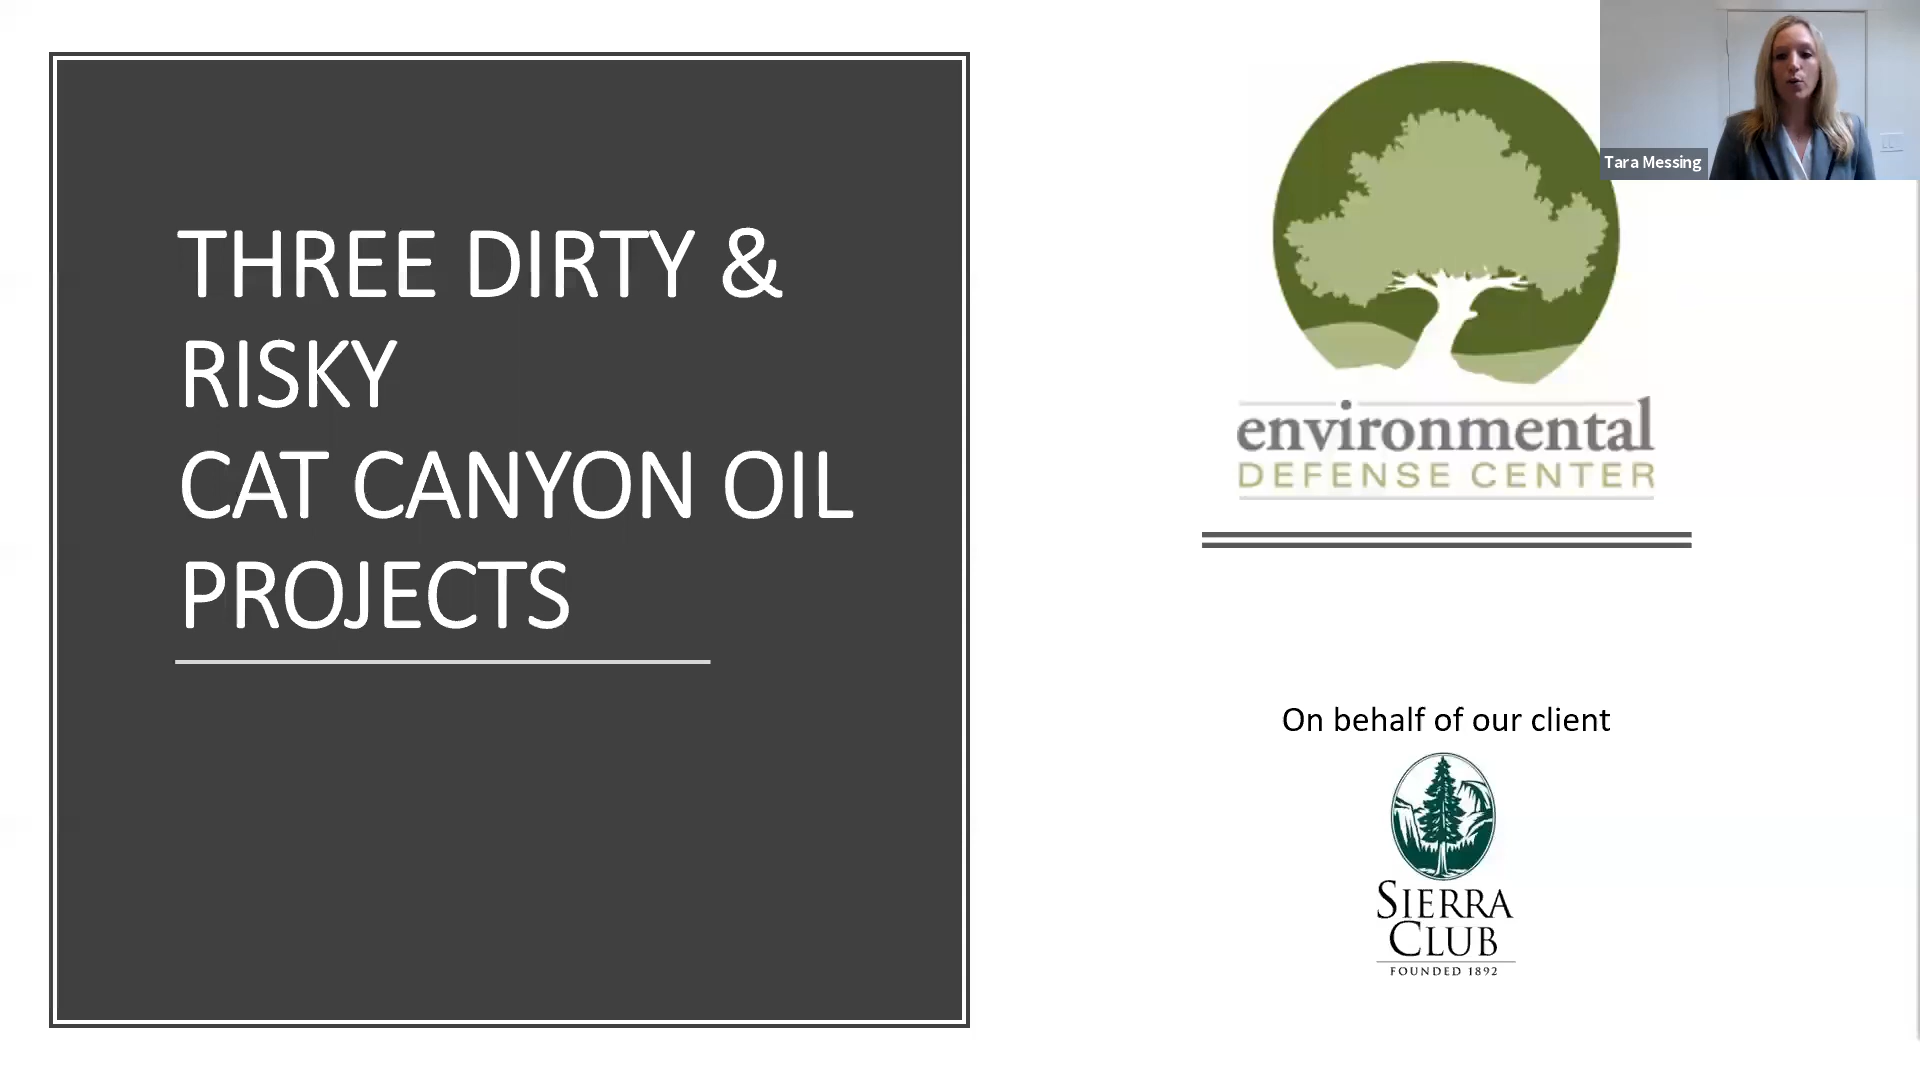 THREE DIRTY &
RISKY
CAT CANYON OIL
PROJECTS
environmental
DEFENSE CENTER
Tara Messing
On behalf of our client
SIERRA
CLUB
FOUNDED 1892